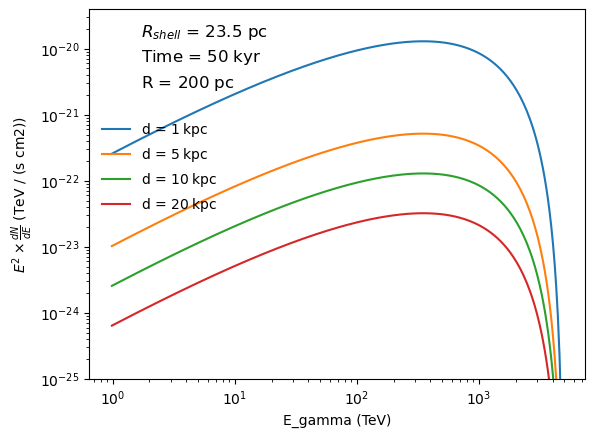 R_shell = 23.5 pc
Time = 50 kyr
R = 200 pc
d = 1 kpc
d = 5 kpc
d = 10 kpc
d = 20 kpc
10^-20
10^-21
10^-22
10^-23
10^-24
10^-25
E^2 × dN/dE (TeV / (s cm2))
10^0 10^1 10^2 10^3
E_gamma (TeV)